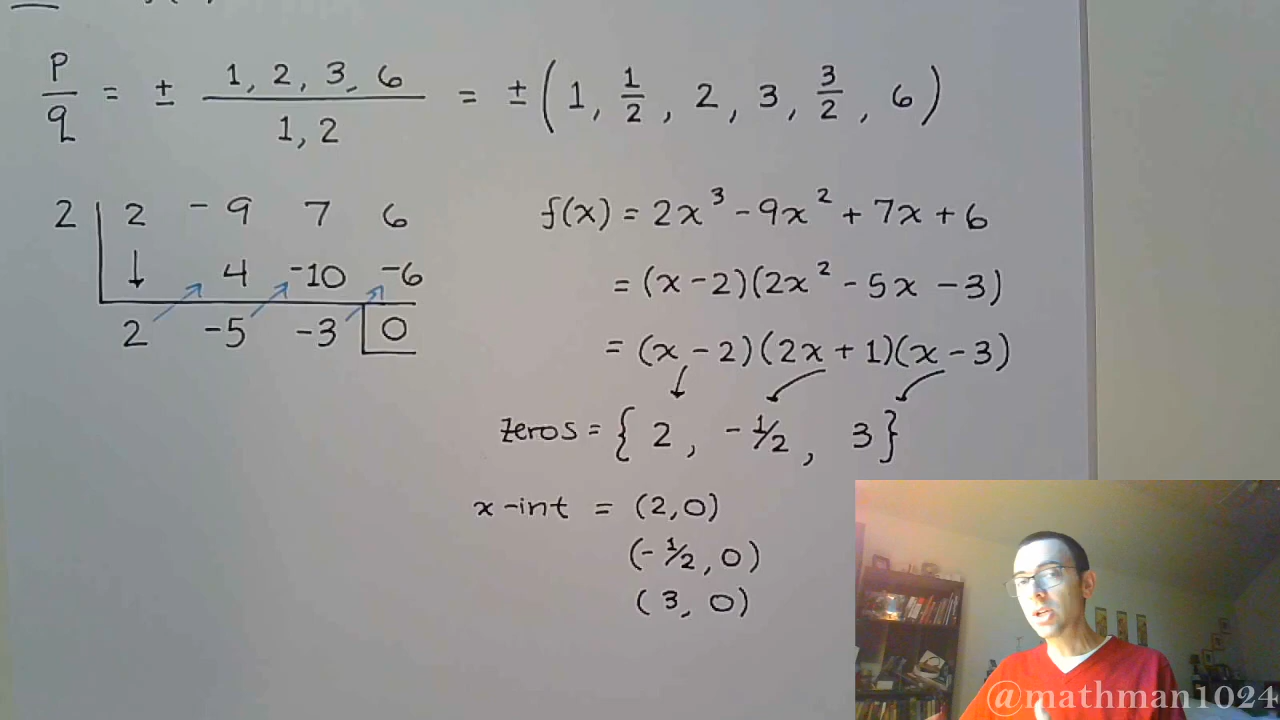 p/q = ± 1, 2, 3, 6 / 1, 2 = ± (1, 1/2, 2, 3, 3/2, 6)
2 | 2 -9 7 6
↓ 4 -10 -6
2 -5 -3 0
f(x) = 2x³ - 9x² + 7x + 6
= (x - 2)(2x² - 5x - 3)
= (x - 2)(2x + 1)(x - 3)
zeros = {2, -1/2, 3}
x-int = (2, 0)
(-1/2, 0)
(3, 0)
@mathman1024